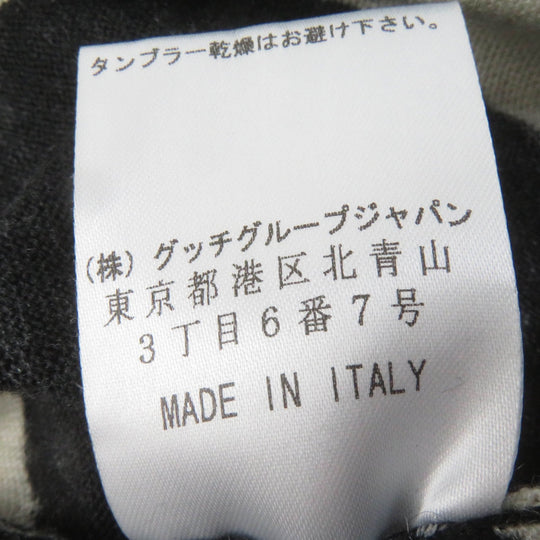 タンブラー乾燥はお避け下さい。
(株)グッチグループジャパン
東京都港区北青山
3丁目6番7号
MADE IN ITALY